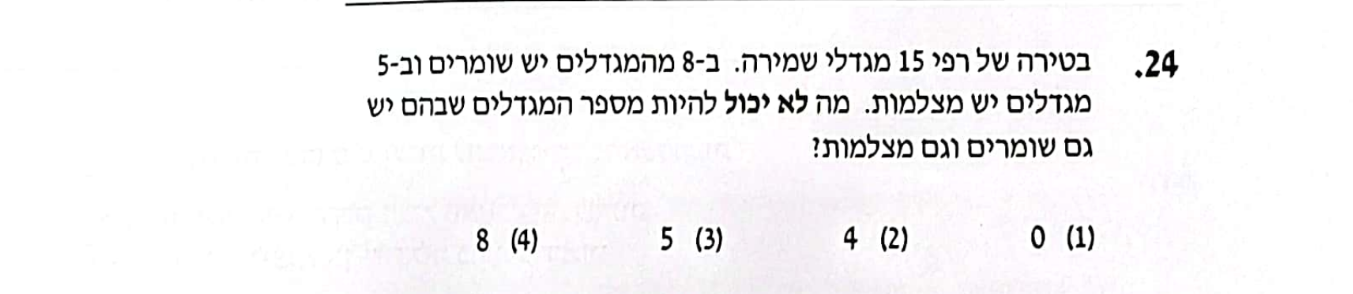 24. בטירה של רפי 15 מגדלי שמירה. ב-8 מהמגדלים יש שומרים וב-5
מגדלים יש מצלמות. מה לא יכול להיות מספר המגדלים שבהם יש
גם שומרים וגם מצלמות?
(1) 0 (2) 4 (3) 5 (4) 8